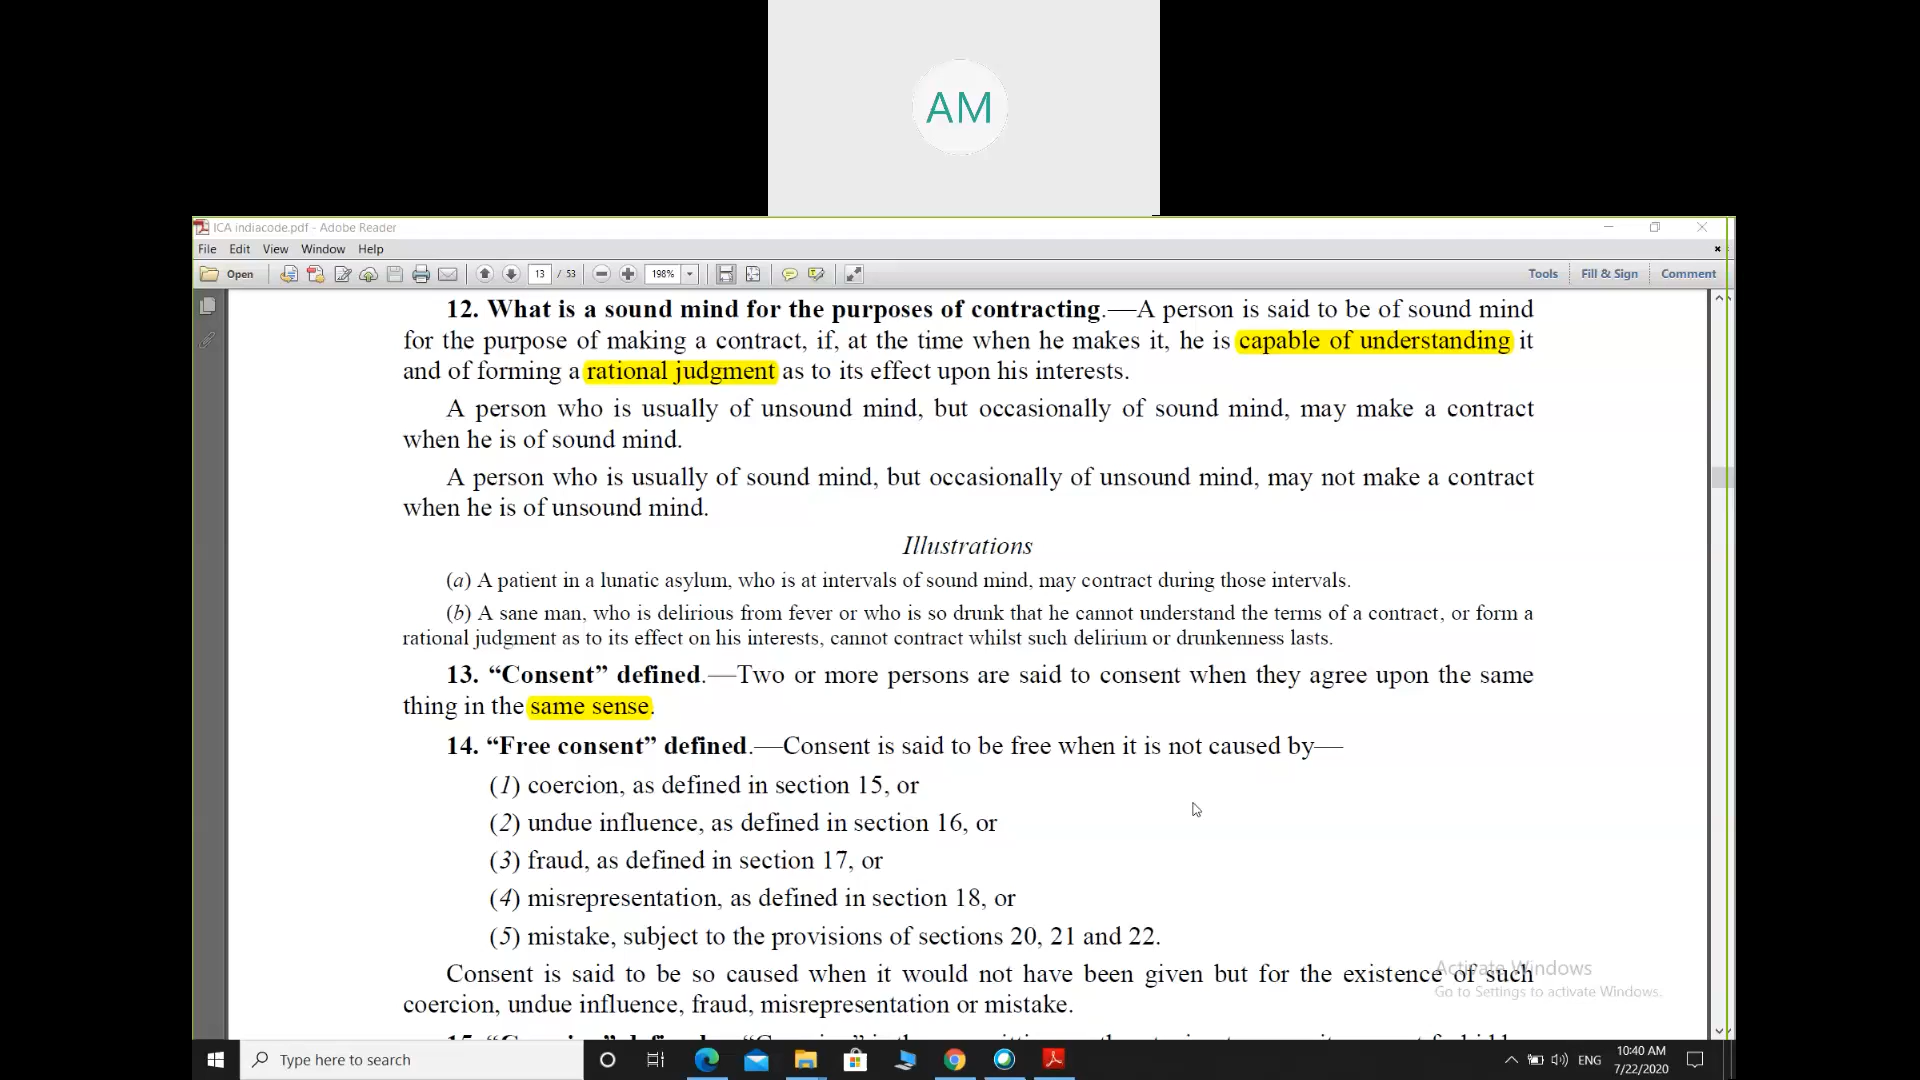 AM
ICA indiacode.pdf - Adobe Reader
File Edit View Window Help
Open 13 / 53 198% Tools Fill & Sign Comment
12. What is a sound mind for the purposes of contracting.—A person is said to be of sound mind
for the purpose of making a contract, if, at the time when he makes it, he is capable of understanding it
and of forming a rational judgment as to its effect upon his interests.
A person who is usually of unsound mind, but occasionally of sound mind, may make a contract
when he is of sound mind.
A person who is usually of sound mind, but occasionally of unsound mind, may not make a contract
when he is of unsound mind.
Illustrations
(a) A patient in a lunatic asylum, who is at intervals of sound mind, may contract during those intervals.
(b) A sane man, who is delirious from fever or who is so drunk that he cannot understand the terms of a contract, or form a
rational judgment as to its effect on his interests, cannot contract whilst such delirium or drunkenness lasts.
13. “Consent” defined.—Two or more persons are said to consent when they agree upon the same
thing in the same sense.
14. “Free consent” defined.—Consent is said to be free when it is not caused by—
(1) coercion, as defined in section 15, or
(2) undue influence, as defined in section 16, or
(3) fraud, as defined in section 17, or
(4) misrepresentation, as defined in section 18, or
(5) mistake, subject to the provisions of sections 20, 21 and 22.
Consent is said to be so caused when it would not have been given but for the existence of such
coercion, undue influence, fraud, misrepresentation or mistake.
Activate Windows
Go to Settings to activate Windows.
Type here to search
ENG
10:40 AM
7/22/2020